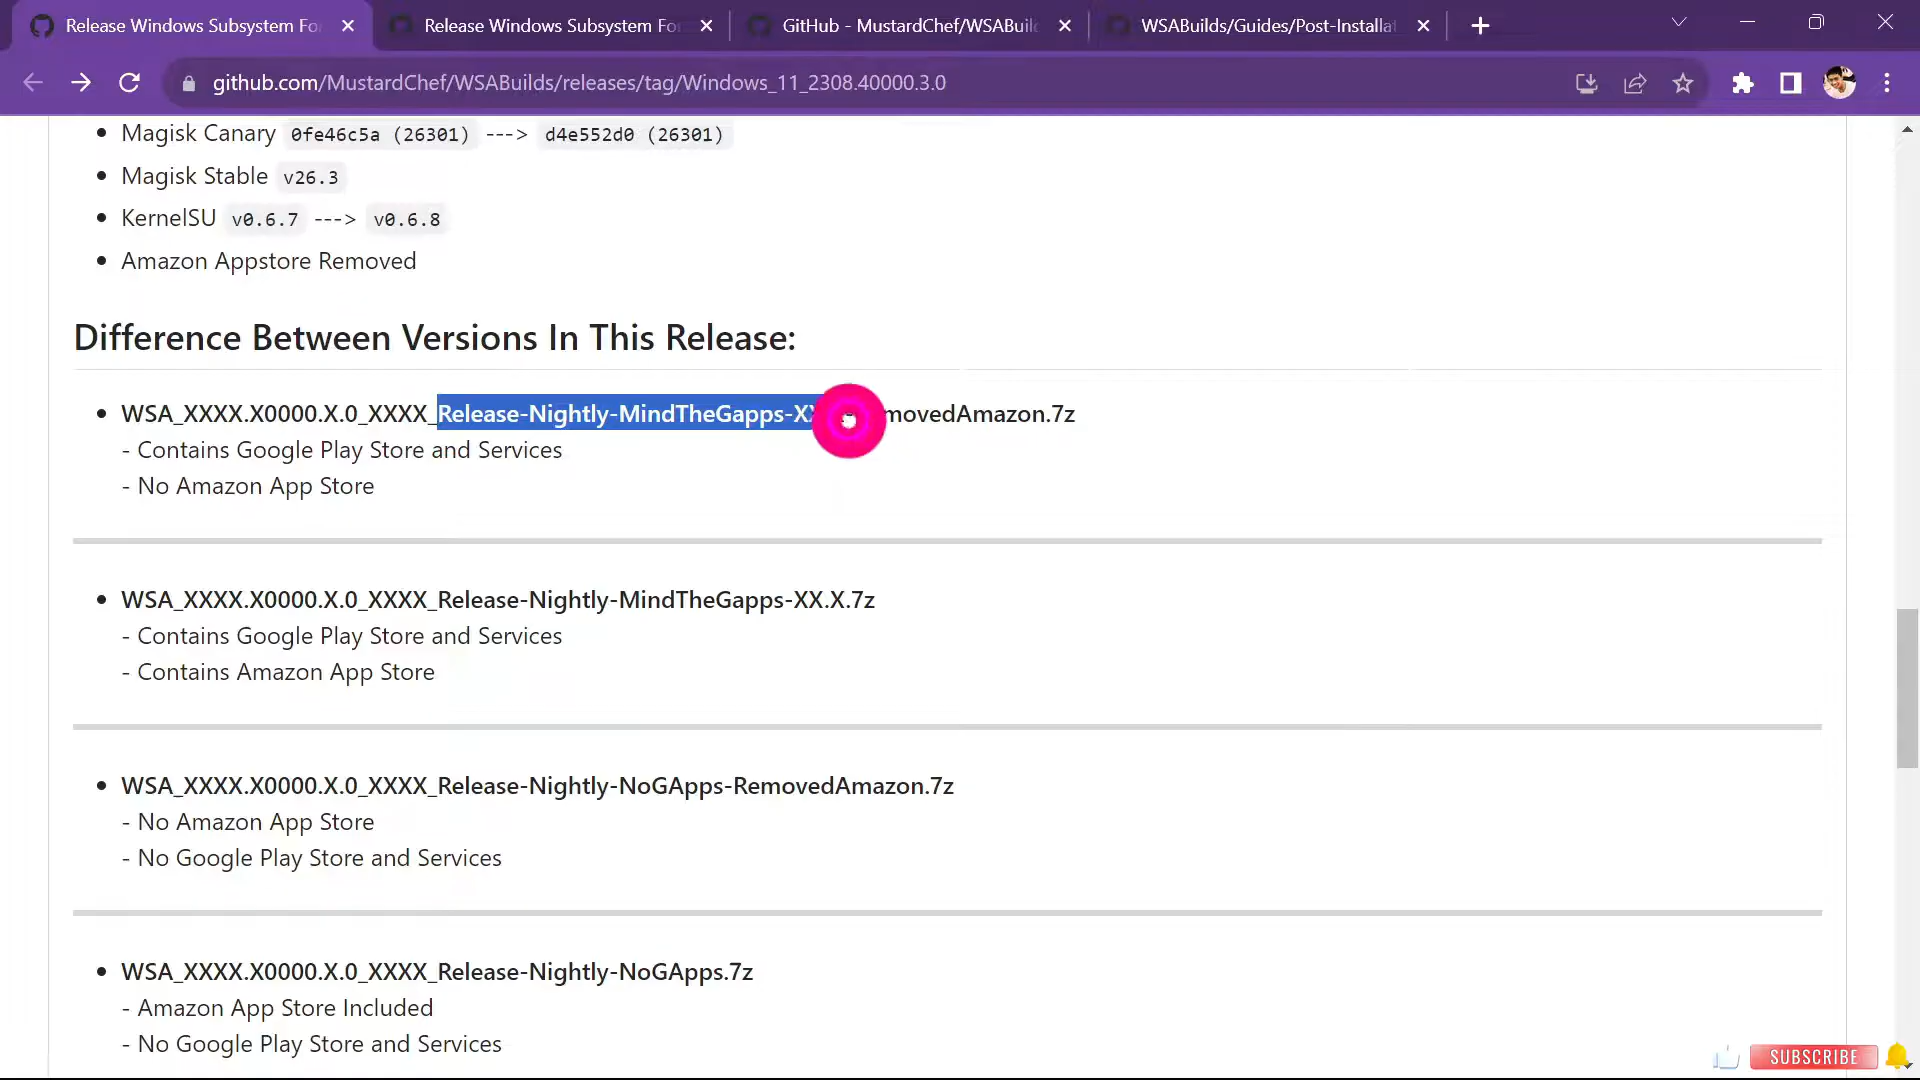 Release Windows Subsystem Fo
Release Windows Subsystem Fo
GitHub - MustardChef/WSABuil
WSABuilds/Guides/Post-Installa
github.com/MustardChef/WSABuilds/releases/tag/Windows_11_2308.40000.3.0
Magisk Canary 0fe46c5a (26301) ---> d4e552d0 (26301)
Magisk Stable v26.3
KernelSU v0.6.7 ---> v0.6.8
Amazon Appstore Removed
Difference Between Versions In This Release:
WSA_XXXX.X0000.X.0_XXXX_Release-Nightly-MindTheGapps-X movedAmazon.7z
- Contains Google Play Store and Services
- No Amazon App Store
WSA_XXXX.X0000.X.0_XXXX_Release-Nightly-MindTheGapps-XX.X.7z
- Contains Google Play Store and Services
- Contains Amazon App Store
WSA_XXXX.X0000.X.0_XXXX_Release-Nightly-NoGApps-RemovedAmazon.7z
- No Amazon App Store
- No Google Play Store and Services
WSA_XXXX.X0000.X.0_XXXX_Release-Nightly-NoGApps.7z
- Amazon App Store Included
- No Google Play Store and Services
SUBSCRIBE